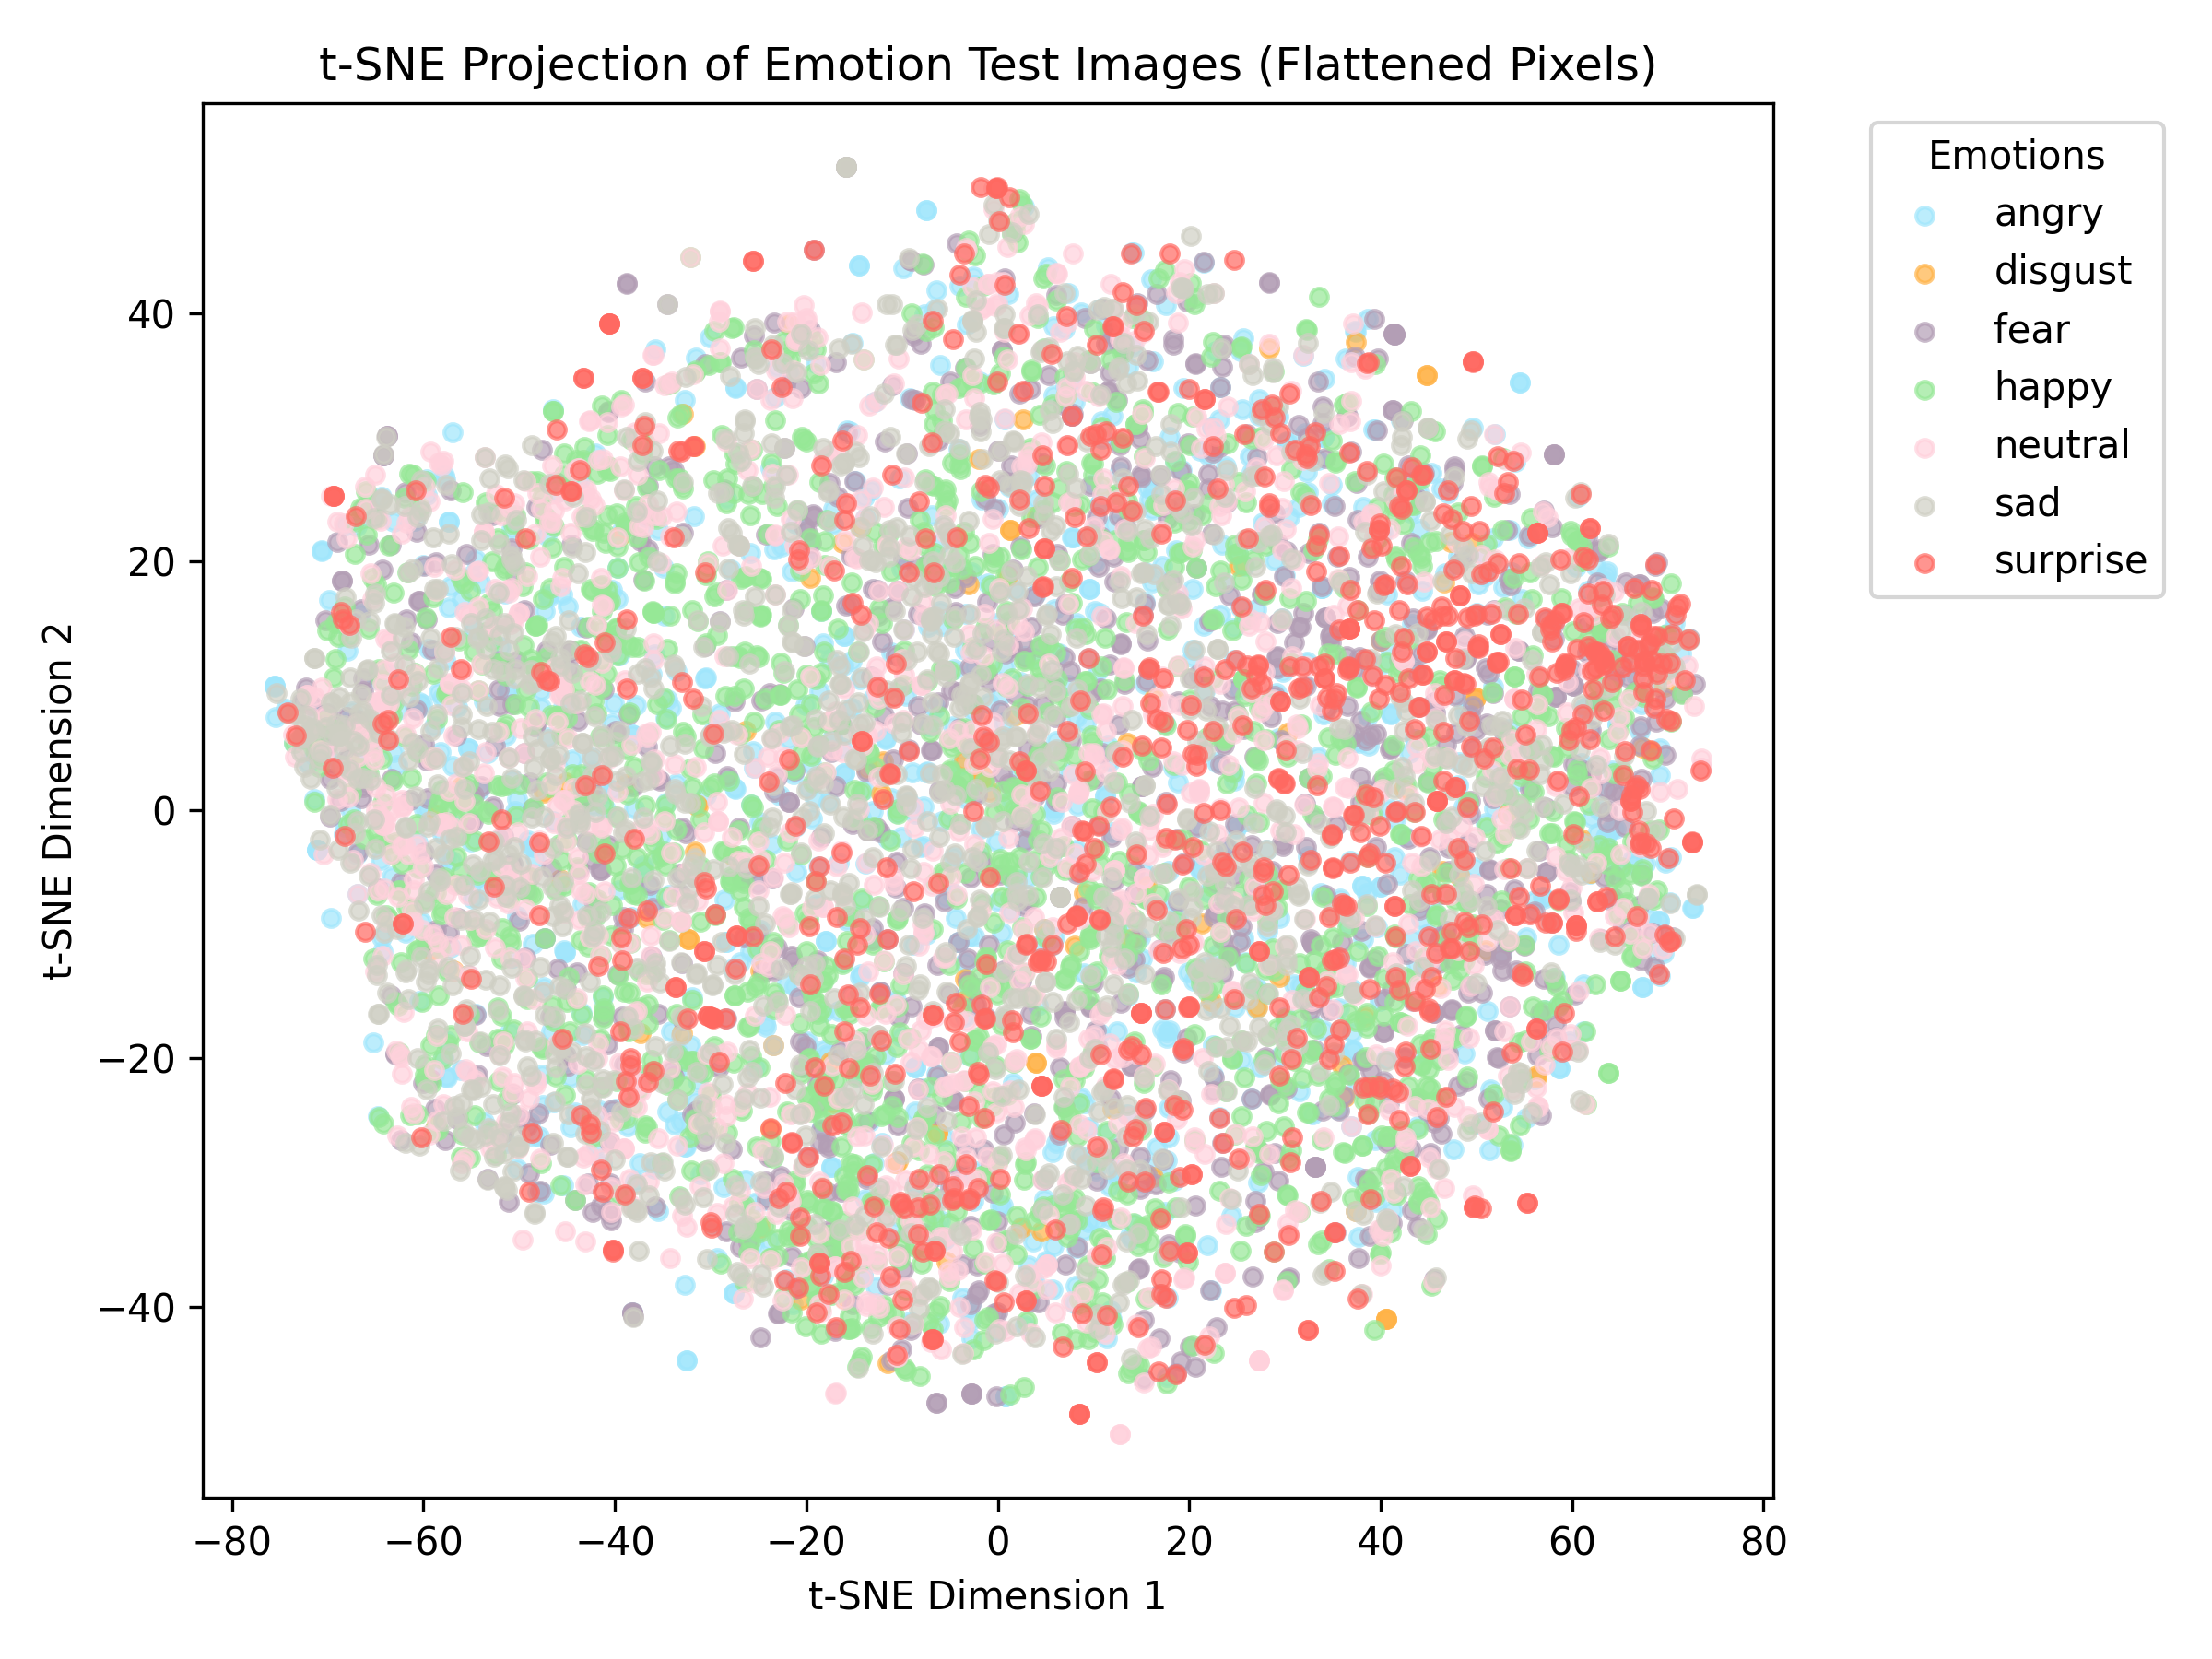 t-SNE Projection of Emotion Test Images (Flattened Pixels)
Emotions
angry
disgust
fear
happy
neutral
sad
surprise
t-SNE Dimension 2
40
20
0
−20
−40
−80 −60 −40 −20 0 20 40 60 80
t-SNE Dimension 1